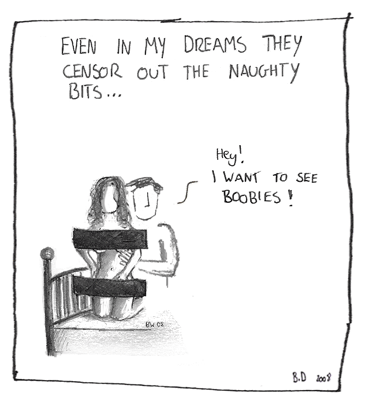 EVEN IN MY DREAMS THEY
CENSOR OUT THE NAUGHTY
BITS...
Hey!
I WANT TO SEE
BOOBIES!
BW 08
B.D 2008